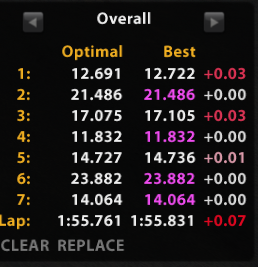 Overall
Optimal Best
1: 12.691 12.722 +0.03
2: 21.486 21.486 +0.00
3: 17.075 17.105 +0.03
4: 11.832 11.832 +0.00
5: 14.727 14.736 +0.01
6: 23.882 23.882 +0.00
7: 14.064 14.064 +0.00
Lap: 1:55.761 1:55.831 +0.07
CLEAR REPLACE